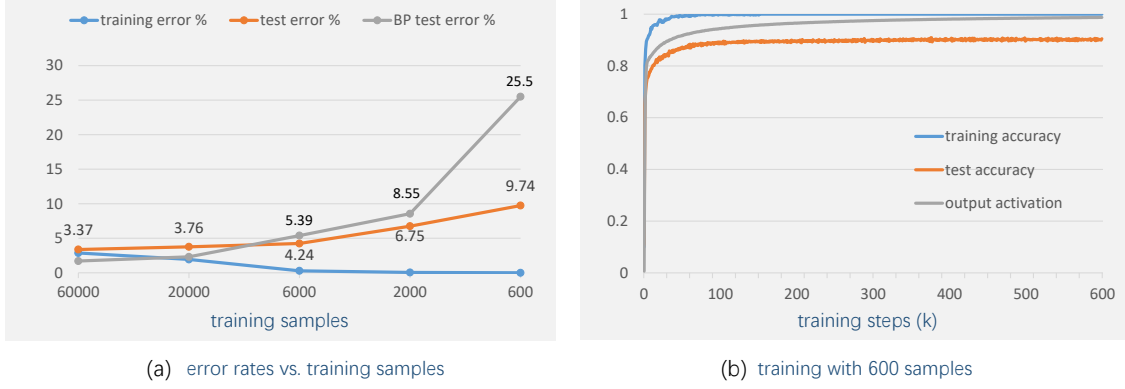 training error % test error % BP test error %
30
25
20
15
10
5
0
25.5
9.74
8.55
6.75
5.39
4.24
3.76
3.37
60000 20000 6000 2000 600
training samples
(a) error rates vs. training samples
1
0.8
0.6
0.4
0.2
0
training accuracy
test accuracy
output activation
0 100 200 300 400 500 600
training steps (k)
(b) training with 600 samples